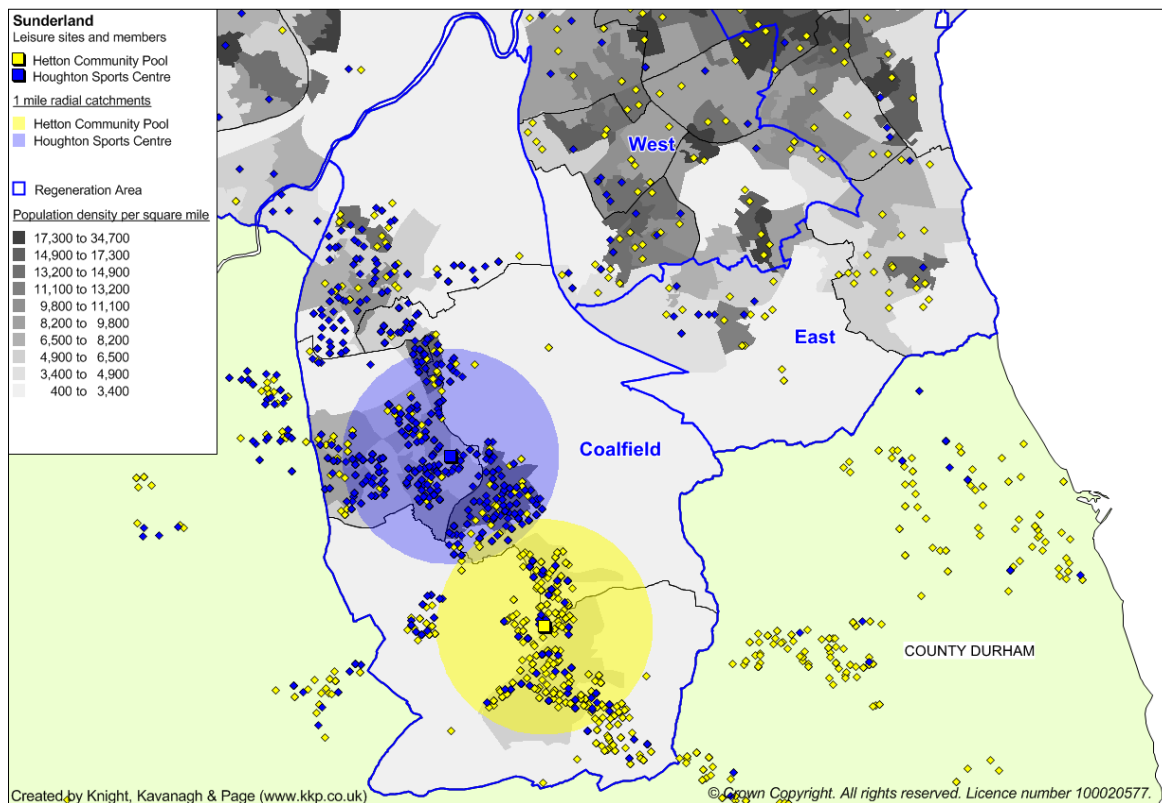 Sunderland
Leisure sites and members
Hetton Community Pool
Houghton Sports Centre
1 mile radial catchments
Hetton Community Pool
Houghton Sports Centre
Regeneration Area
Population density per square mile
17,300 to 34,700
14,900 to 17,300
13,200 to 14,900
11,100 to 13,200
9,800 to 11,100
8,200 to 9,800
6,500 to 8,200
4,900 to 6,500
3,400 to 4,900
400 to 3,400
West
East
Coalfield
COUNTY DURHAM
Created by Knight, Kavanagh & Page (www.kkp.co.uk)
© Crown Copyright. All rights reserved. Licence number 100020577.